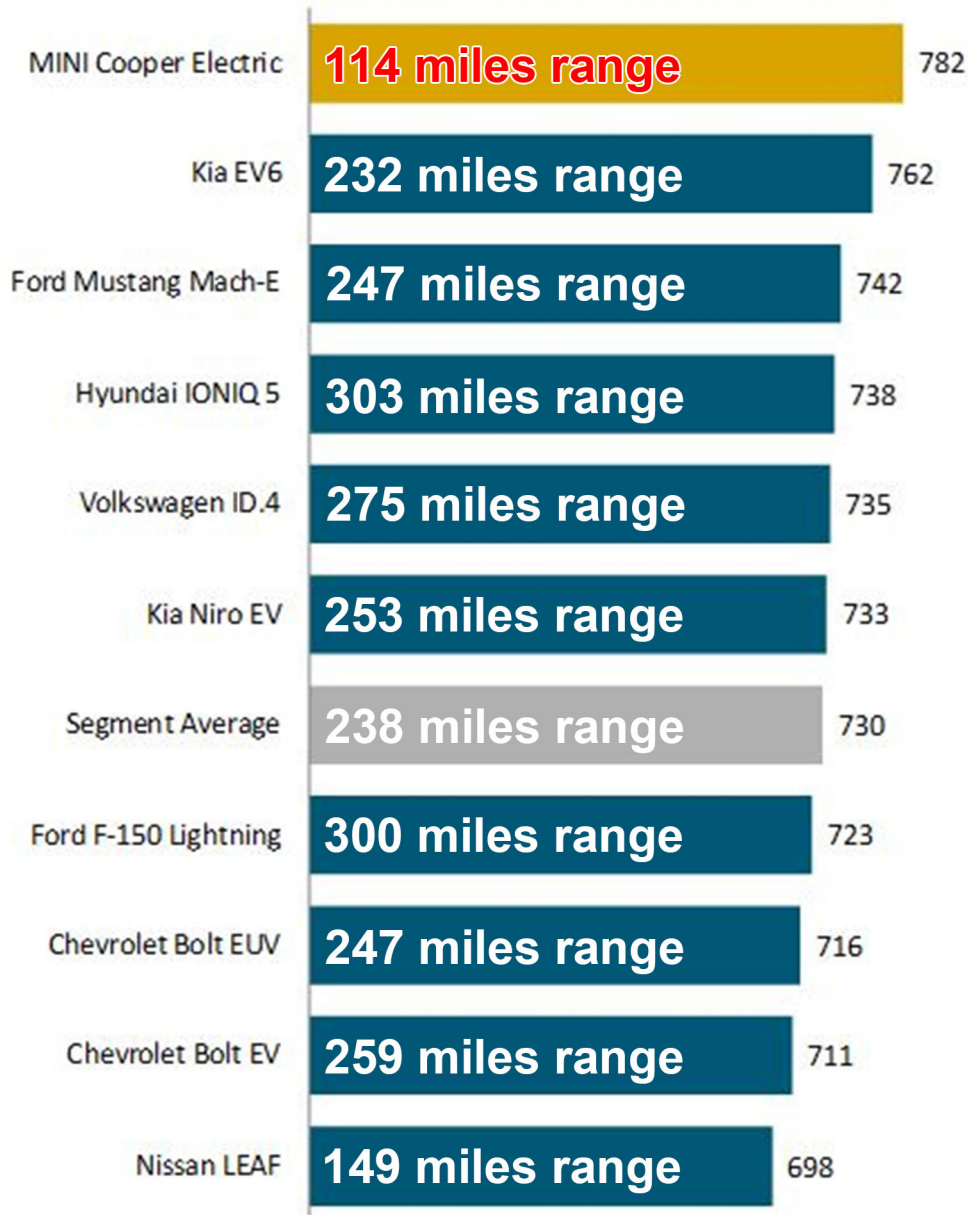 MINI Cooper Electric 114 miles range 782
Kia EV6 232 miles range 762
Ford Mustang Mach-E 247 miles range 742
Hyundai IONIQ 5 303 miles range 738
Volkswagen ID.4 275 miles range 735
Kia Niro EV 253 miles range 733
Segment Average 238 miles range 730
Ford F-150 Lightning 300 miles range 723
Chevrolet Bolt EUV 247 miles range 716
Chevrolet Bolt EV 259 miles range 711
Nissan LEAF 149 miles range 698